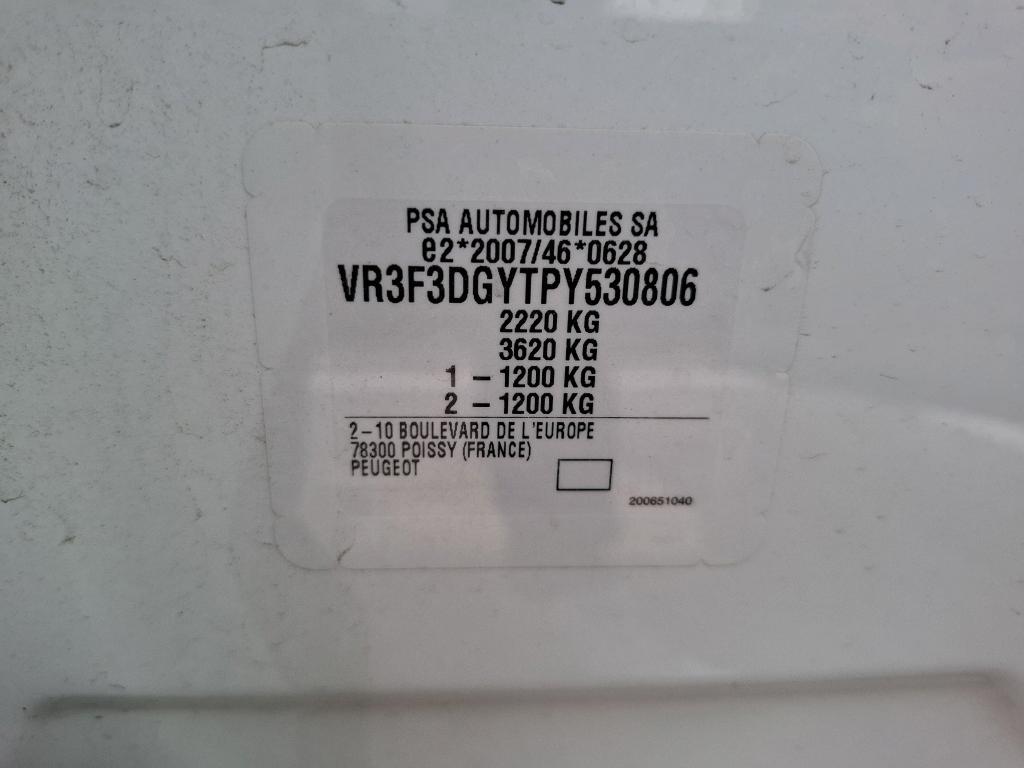 PSA AUTOMOBILES SA
e2*2007/46*0628
VR3F3DGYTPY530806
2220 KG
3620 KG
1 - 1200 KG
2 - 1200 KG
2-10 BOULEVARD DE L'EUROPE
78300 POISSY (FRANCE)
PEUGEOT
200651040